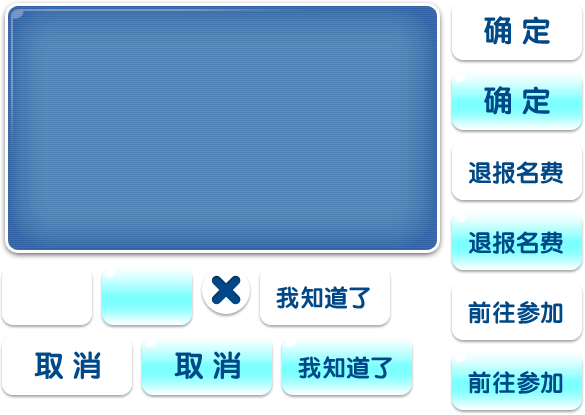 确 定
确 定
退报名费
退报名费
我知道了
前往参加
取 消
取 消
我知道了
前往参加